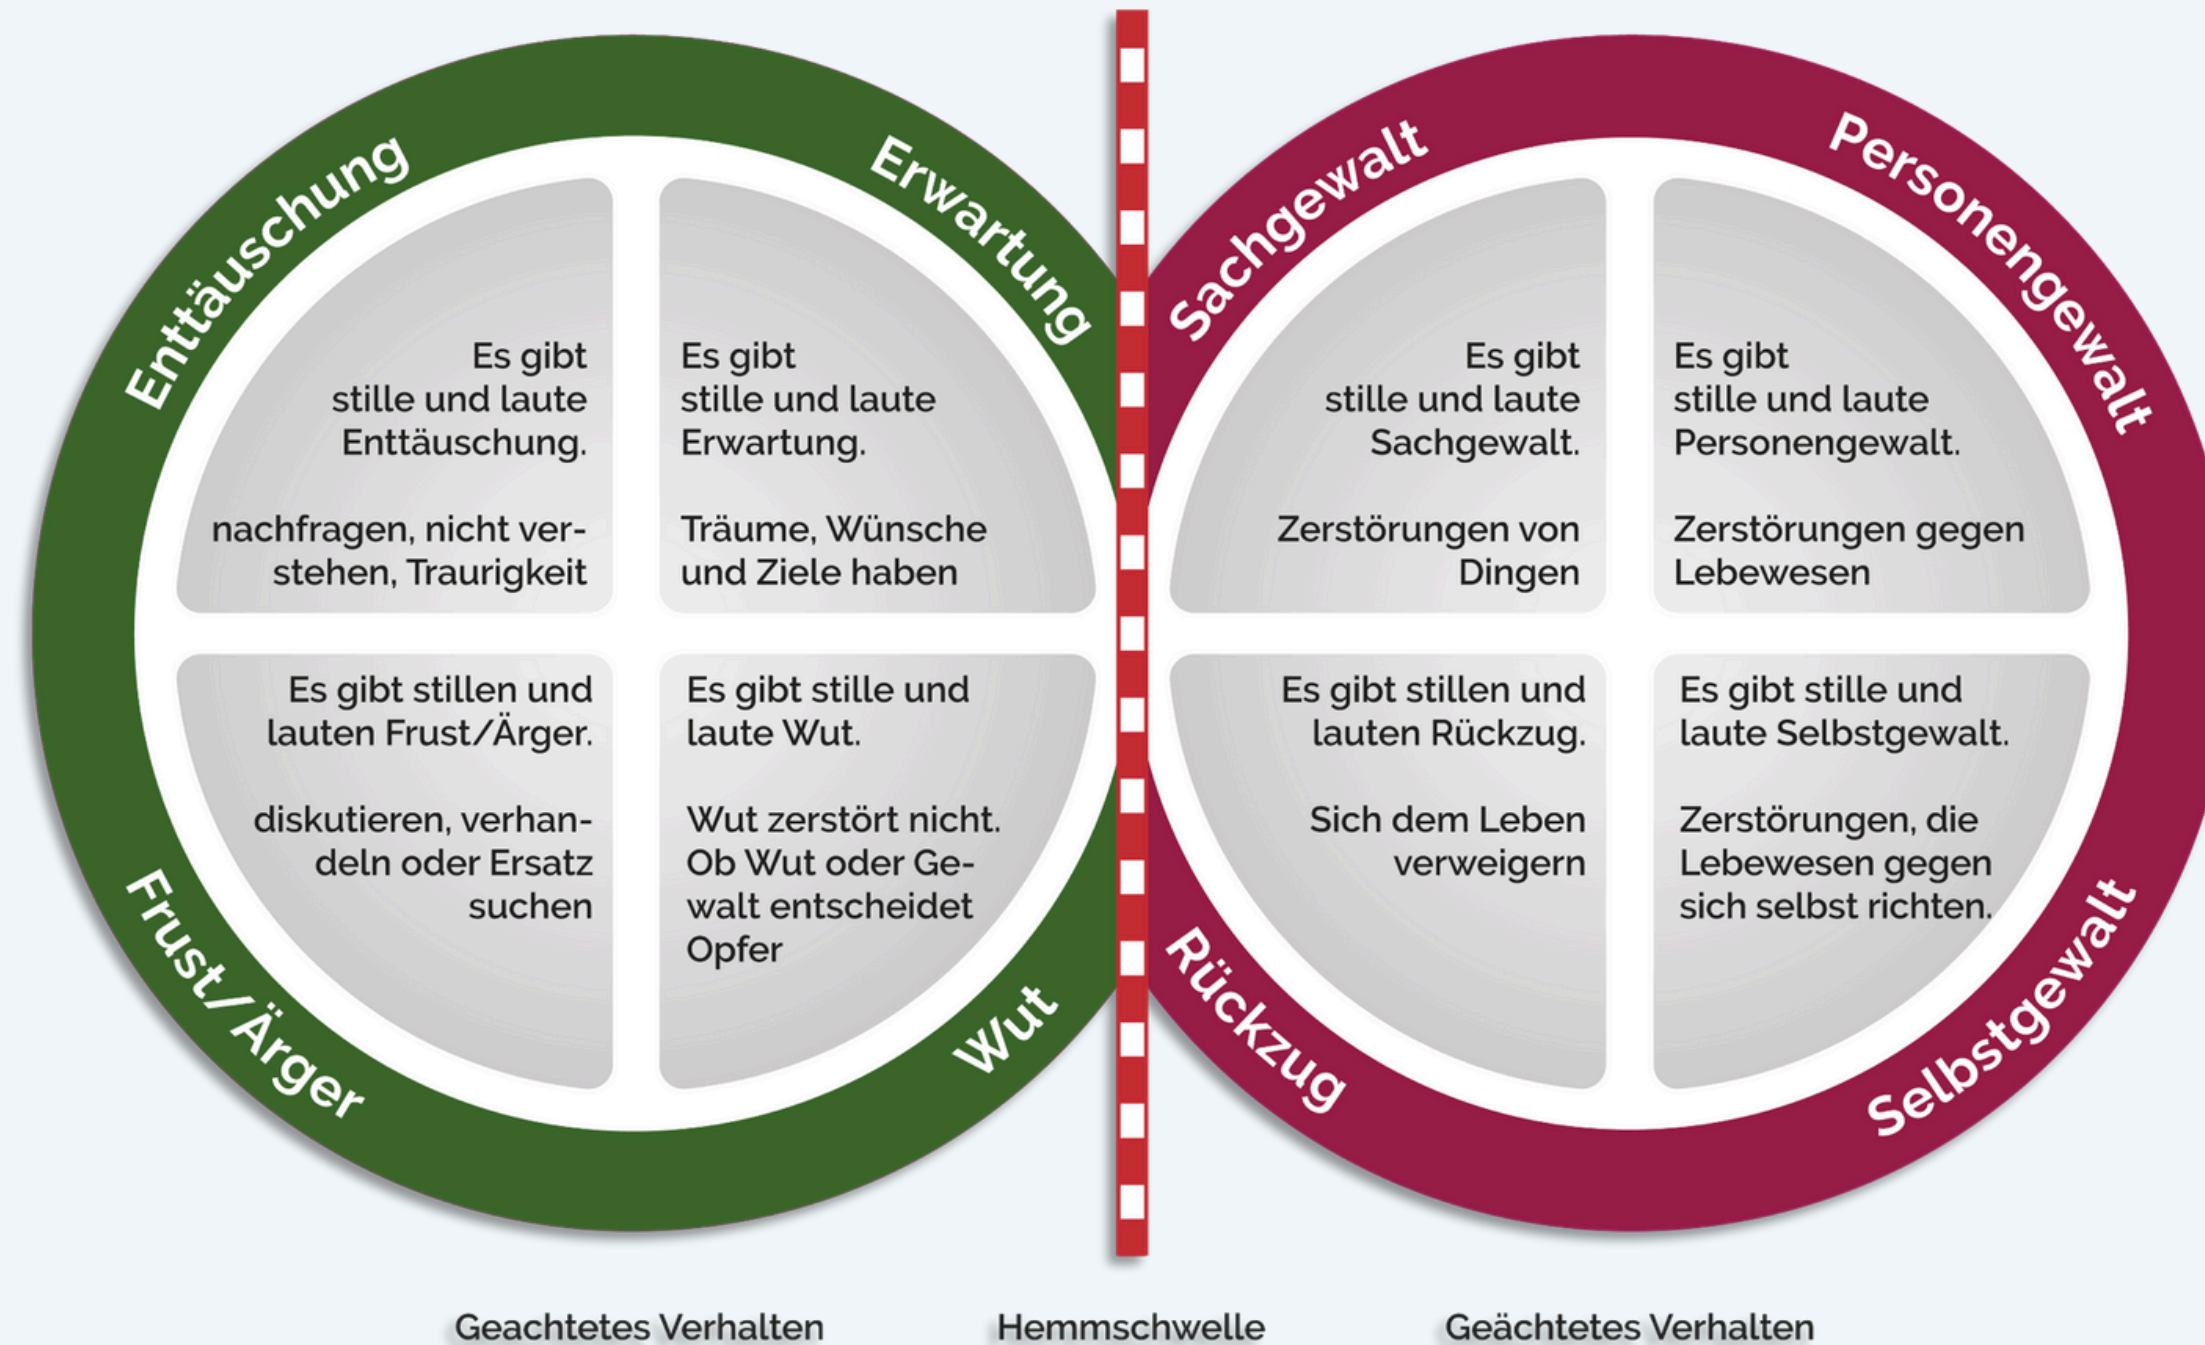 Enttäuschung
Es gibt
stille und laute
Enttäuschung.
nachfragen, nicht ver-
stehen, Traurigkeit
Erwartung
Es gibt
stille und laute
Erwartung.
Träume, Wünsche
und Ziele haben
Frust/Ärger
Es gibt stillen und
lauten Frust/Ärger.
diskutieren, verhan-
deln oder Ersatz
suchen
Wut
Es gibt stille und
laute Wut.
Wut zerstört nicht.
Ob Wut oder Ge-
walt entscheidet
Opfer
Sachgewalt
Es gibt
stille und laute
Sachgewalt.
Zerstörungen von
Dingen
Personengewalt
Es gibt
stille und laute
Personengewalt.
Zerstörungen gegen
Lebewesen
Rückzug
Es gibt stillen und
lauten Rückzug.
Sich dem Leben
verweigern
Selbstgewalt
Es gibt stille und
laute Selbstgewalt.
Zerstörungen, die
Lebewesen gegen
sich selbst richten.
Geachtetes Verhalten
Hemmschwelle
Geächtetes Verhalten